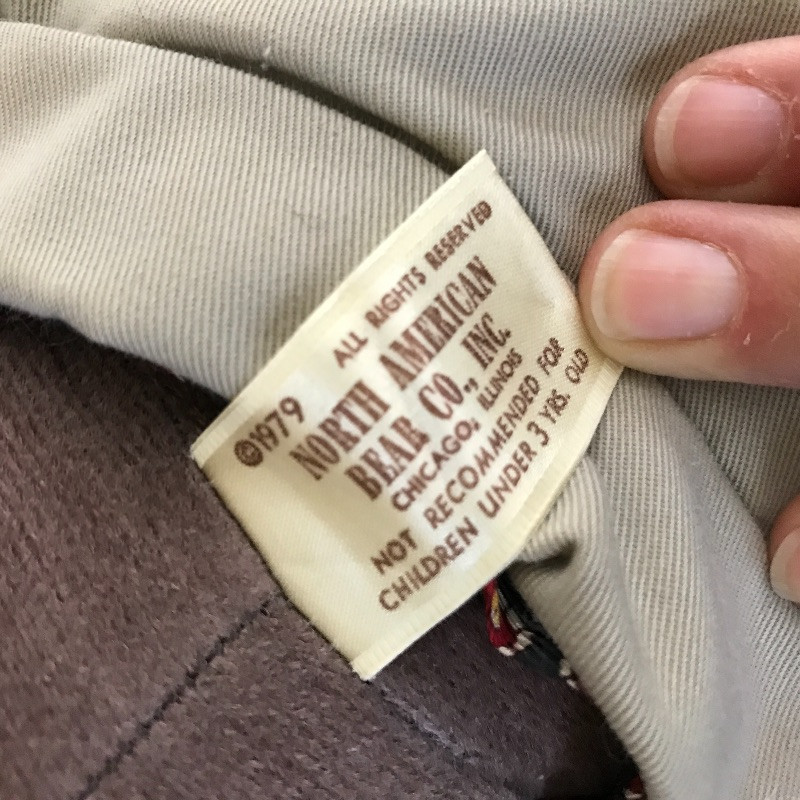 ©1979 ALL RIGHTS RESERVED
NORTH AMERICAN
BEAR CO., INC.
CHICAGO, ILLINOIS
NOT RECOMMENDED FOR
CHILDREN UNDER 3 YRS. OLD